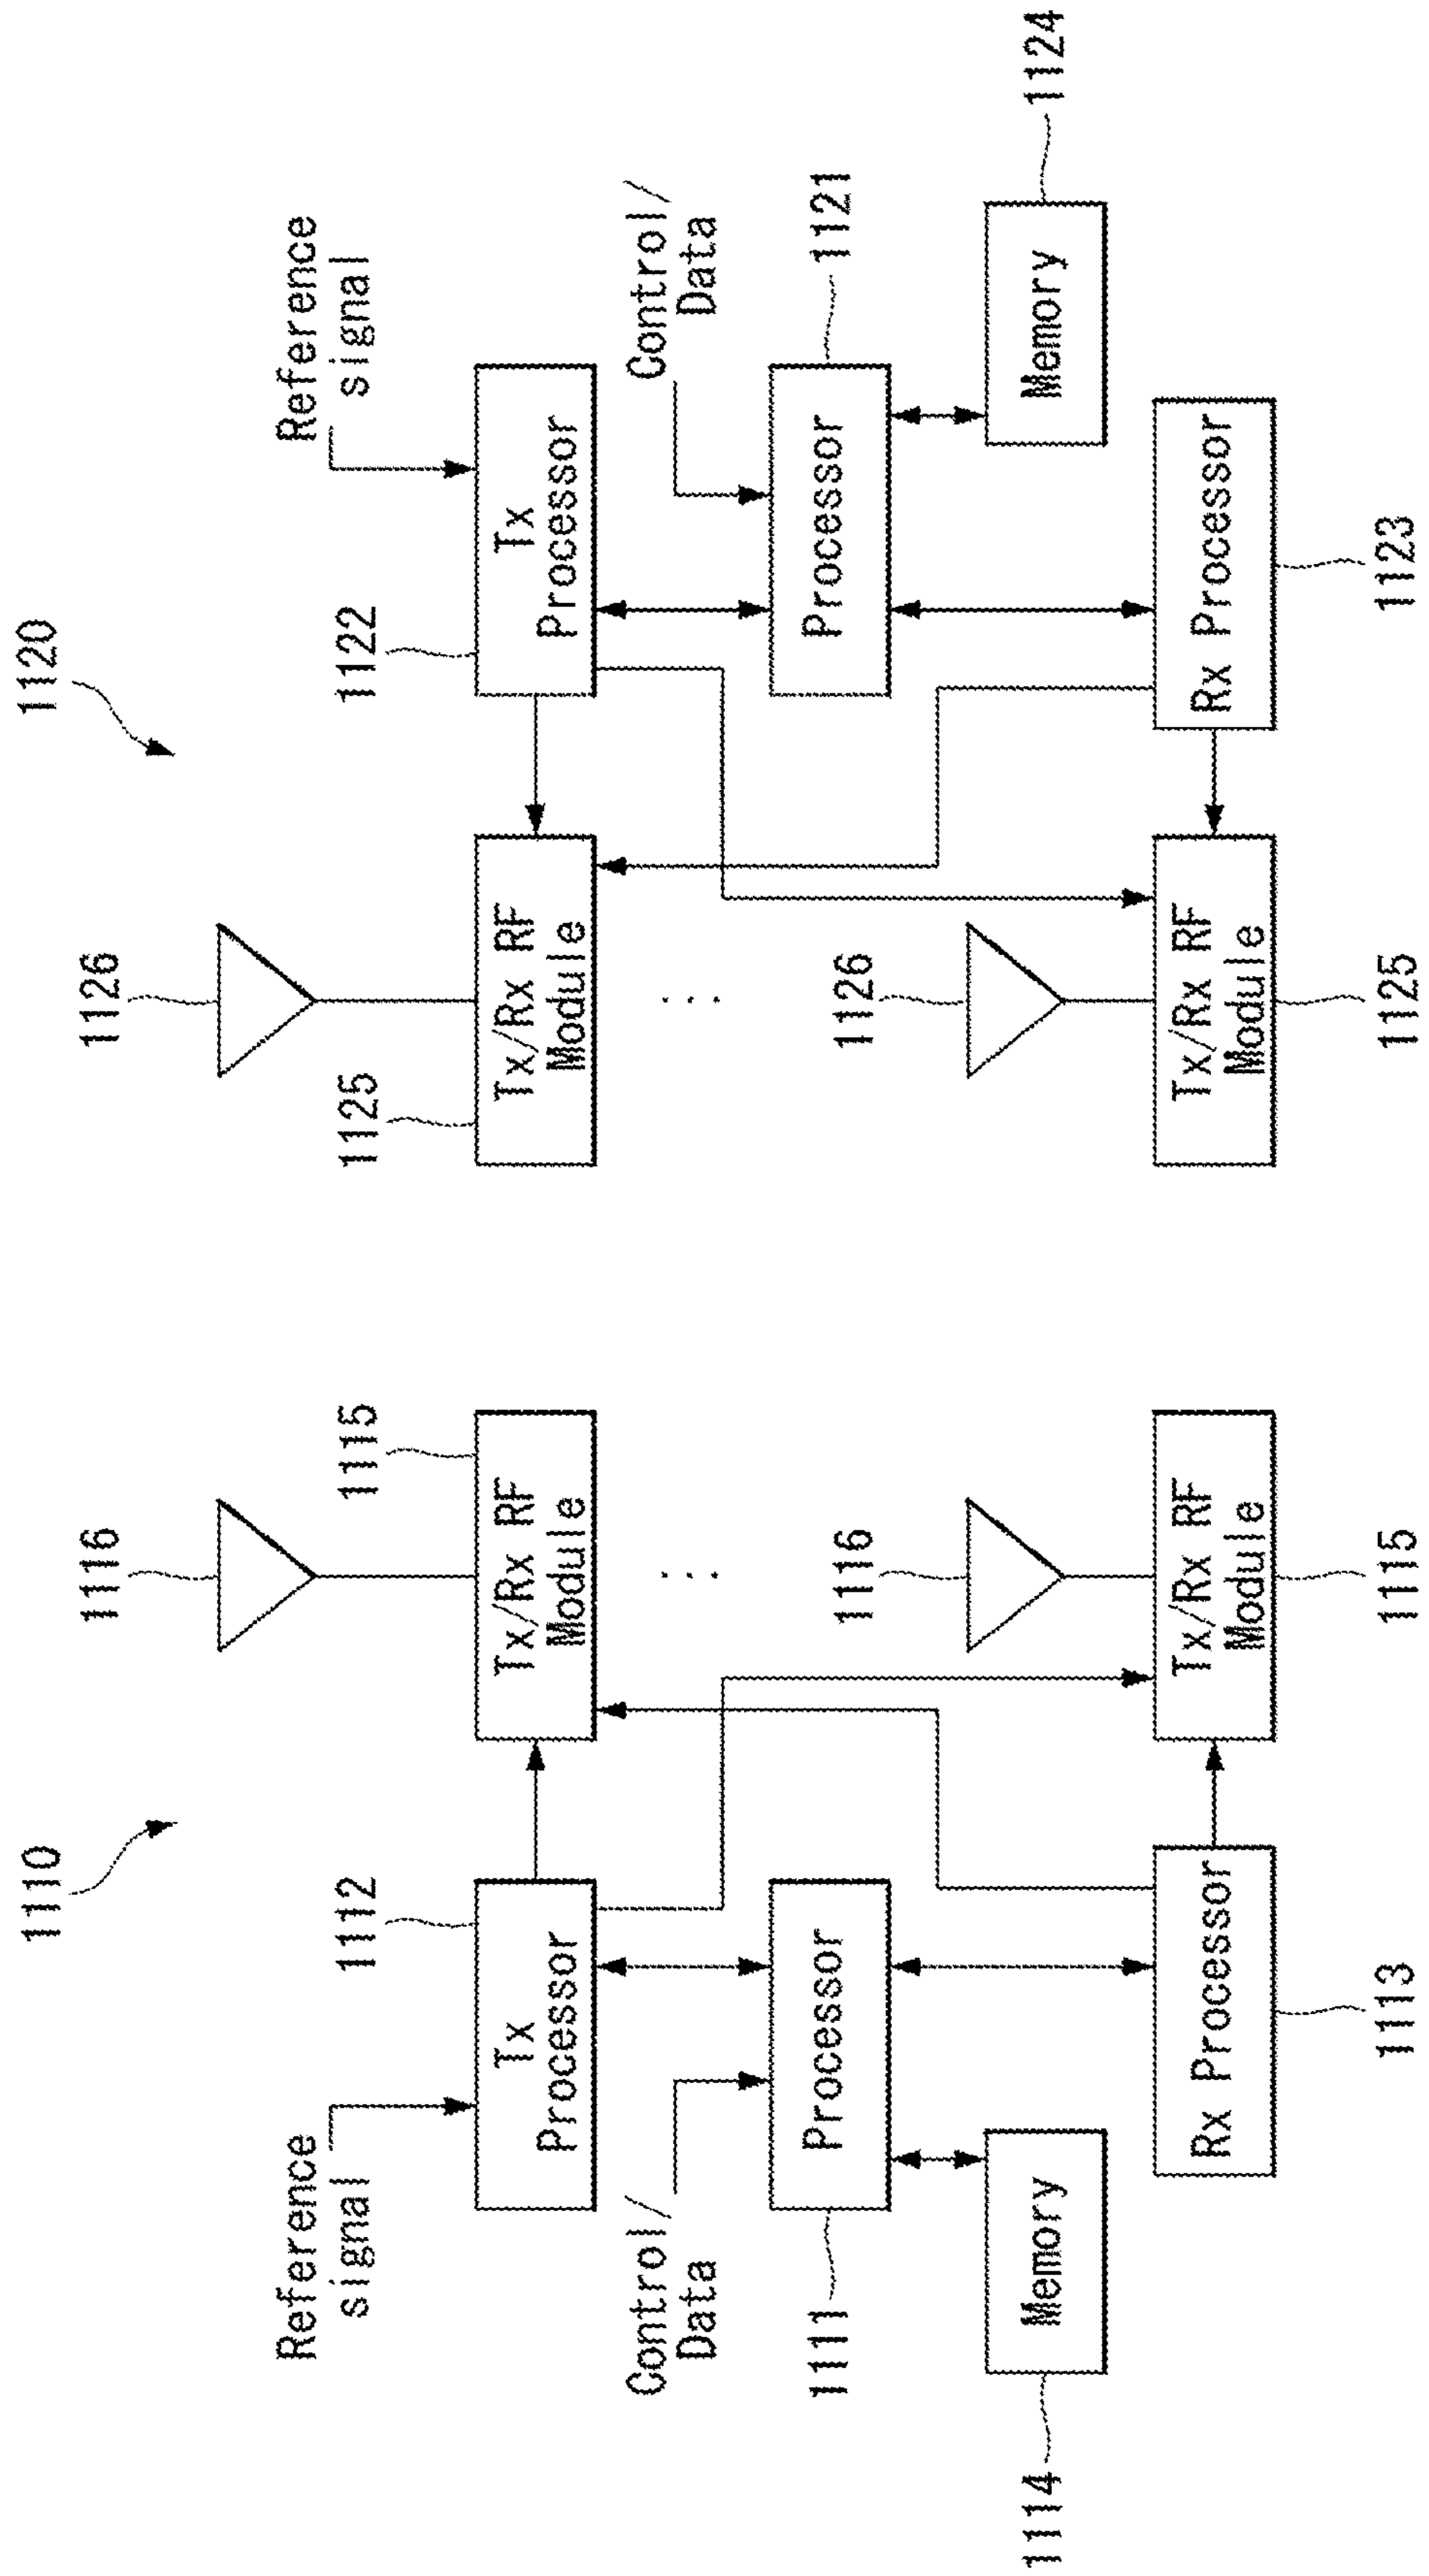 1110
1120
1116
1126
Reference
signal
1112
1115
1125
1122
Reference
signal
Tx
Processor
Tx/Rx RF
Module
Tx/Rx RF
Module
Tx
Processor
Control/
Data
. . .
. . .
Control/
Data
1111
Processor
1116
1126
Processor
1121
1114
Memory
Memory
1124
Rx Processor
Tx/Rx RF
Module
Tx/Rx RF
Module
Rx Processor
1113
1115
1125
1123